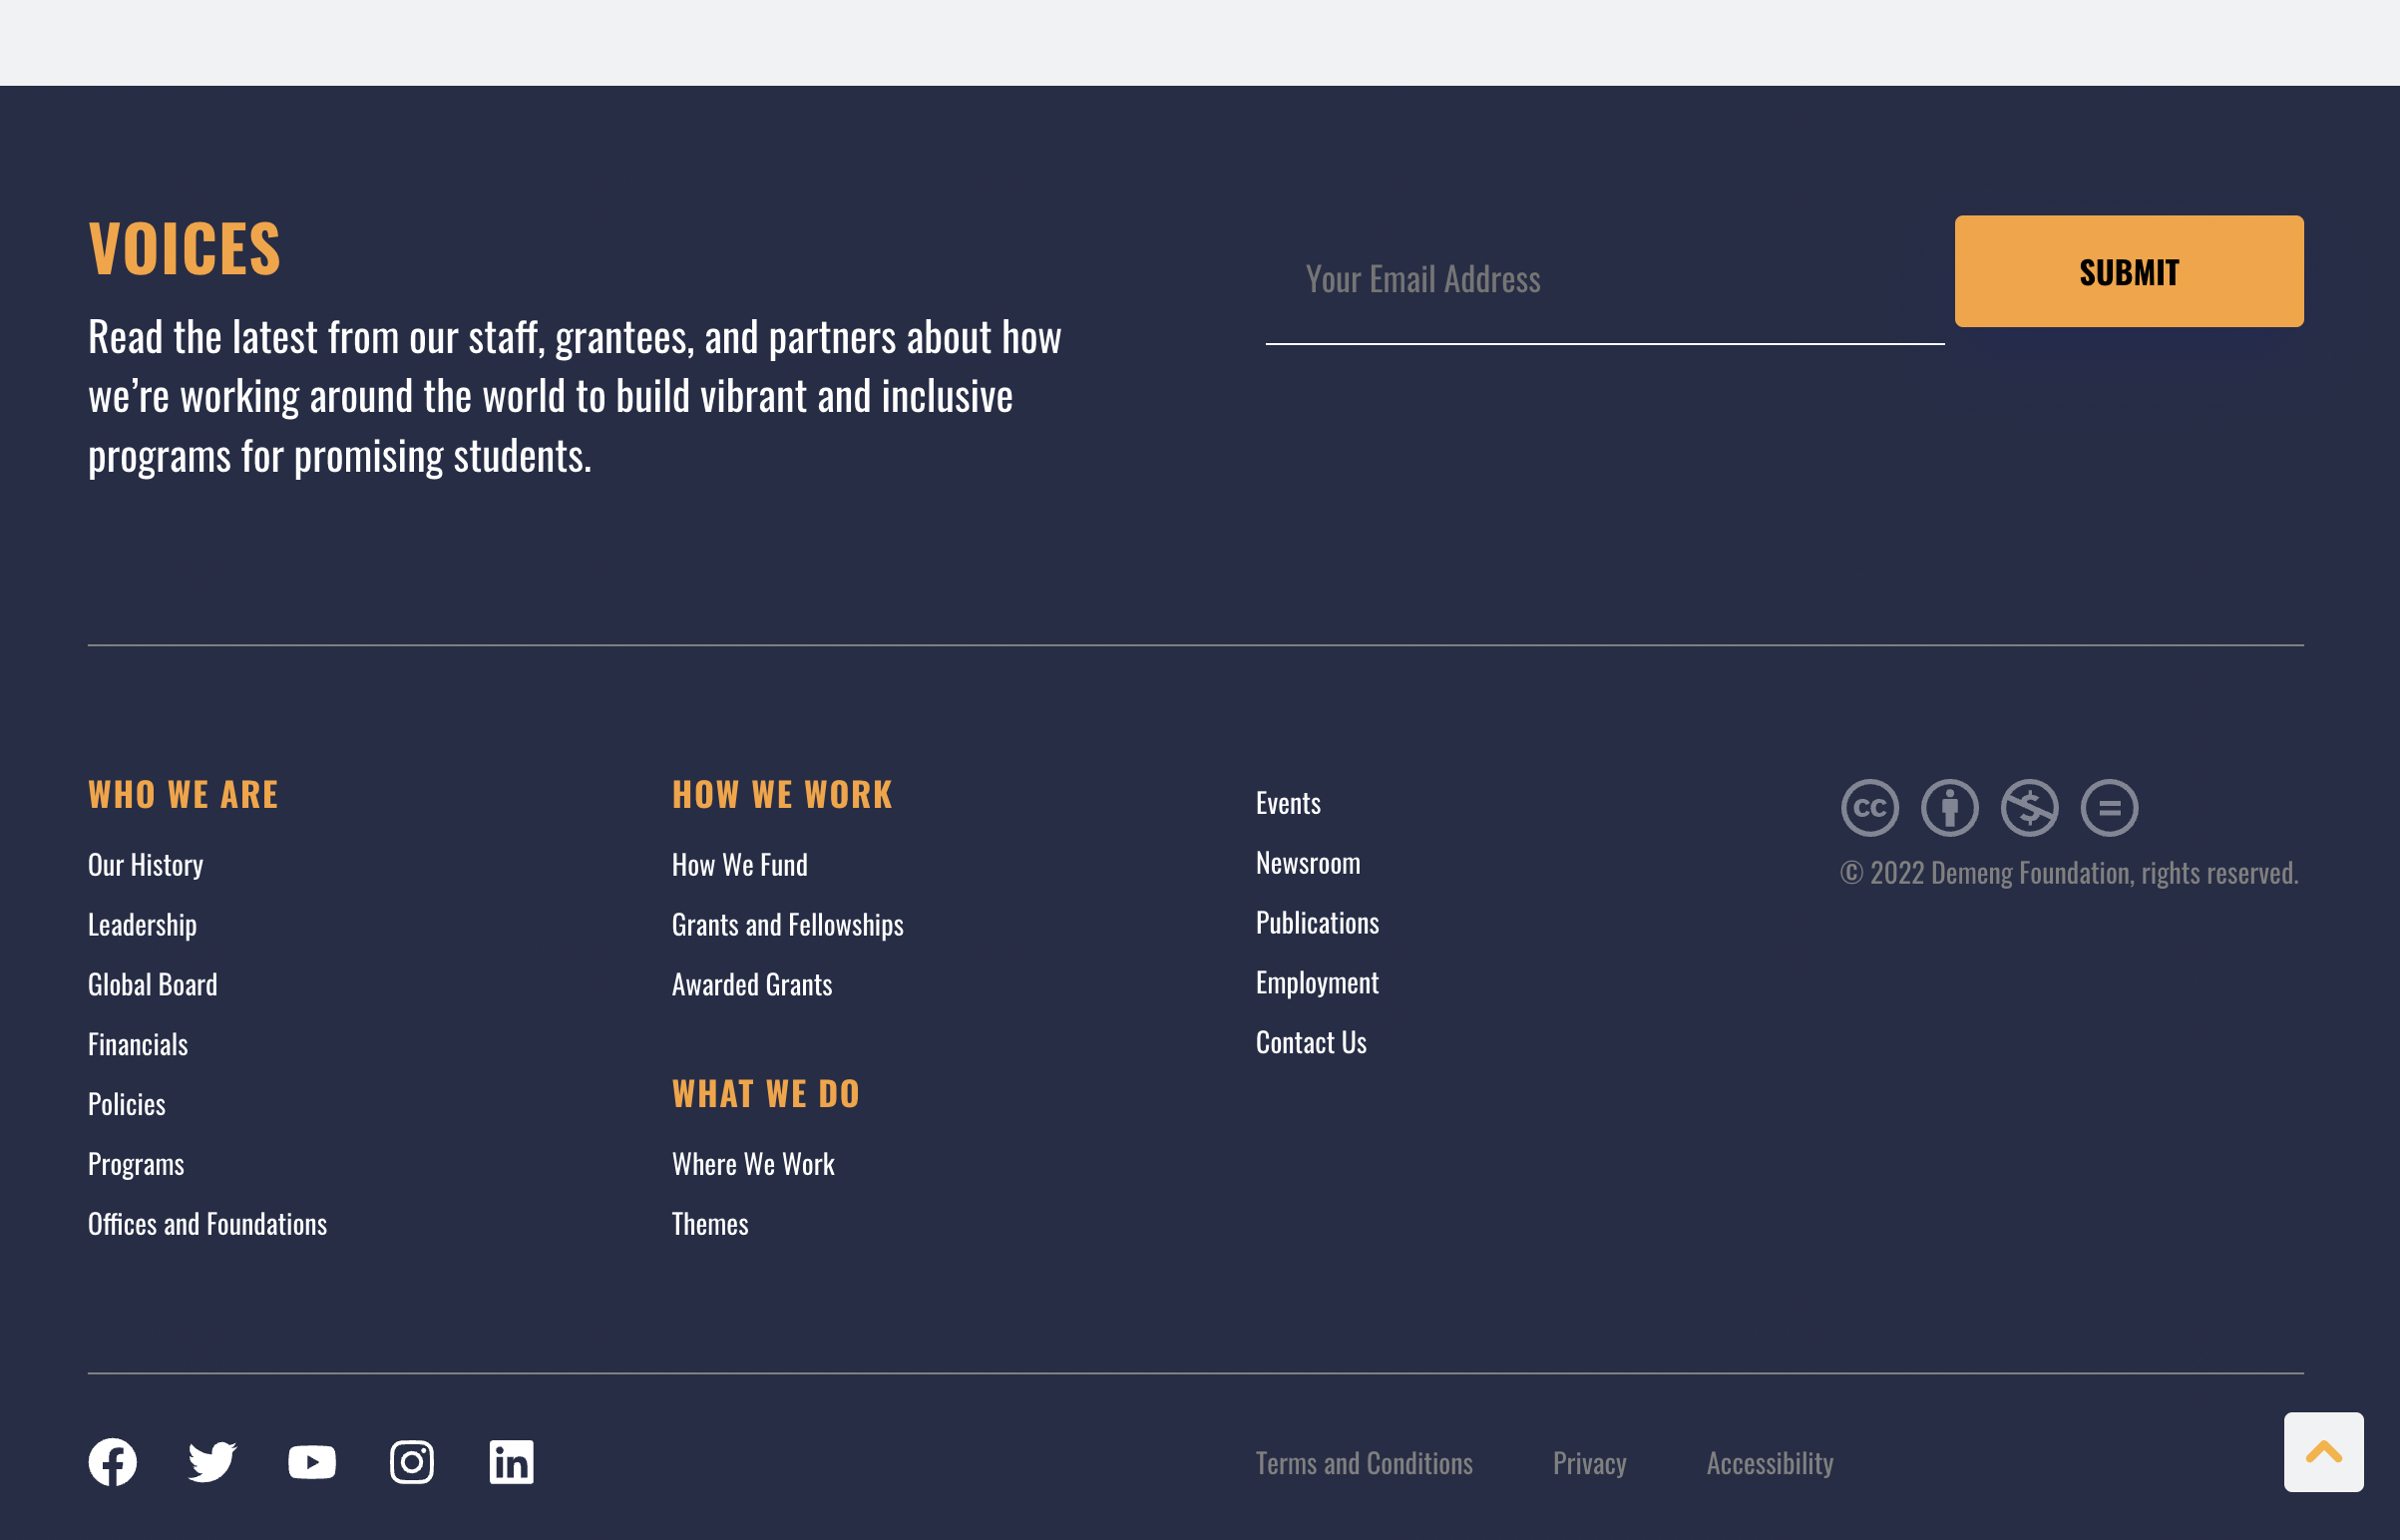 VOICES
Read the latest from our staff, grantees, and partners about how
we’re working around the world to build vibrant and inclusive
programs for promising students.
Your Email Address
SUBMIT
WHO WE ARE
Our History
Leadership
Global Board
Financials
Policies
Programs
Offices and Foundations
HOW WE WORK
How We Fund
Grants and Fellowships
Awarded Grants
WHAT WE DO
Where We Work
Themes
Events
Newsroom
Publications
Employment
Contact Us
cc
© 2022 Demeng Foundation, rights reserved.
Terms and Conditions
Privacy
Accessibility